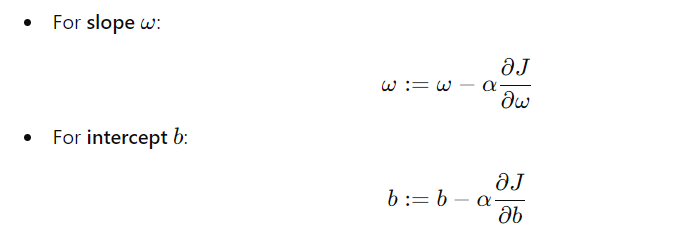 • For slope ω:
ω := ω − α ∂J/∂ω
• For intercept b:
b := b − α ∂J/∂b